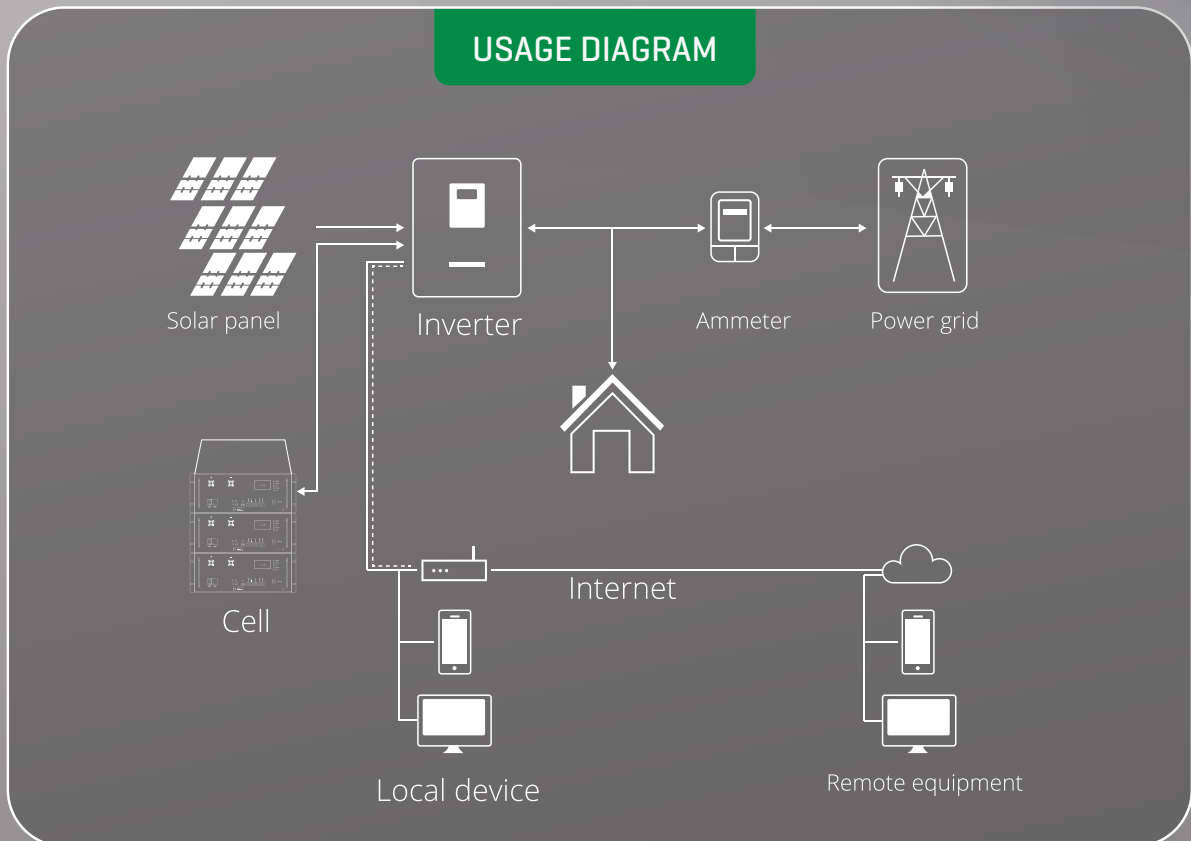 USAGE DIAGRAM
Solar panel
Inverter
Ammeter
Power grid
Internet
Cell
Local device
Remote equipment